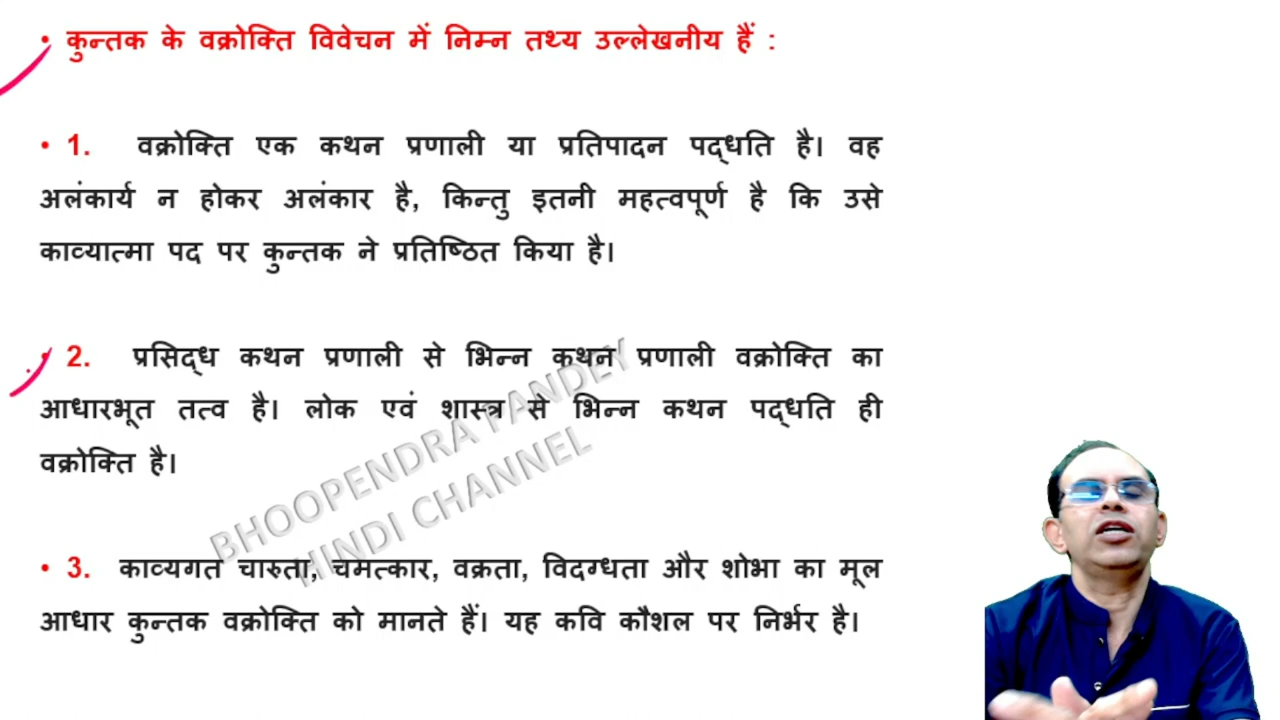 • कुन्तक के वक्रोक्ति विवेचन में निम्न तथ्य उल्लेखनीय हैं :
• 1. वक्रोक्ति एक कथन प्रणाली या प्रतिपादन पद्धति है। वह
अलंकार्य न होकर अलंकार है, किन्तु इतनी महत्वपूर्ण है कि उसे
काव्यात्मा पद पर कुन्तक ने प्रतिष्ठित किया है।
• 2. प्रसिद्ध कथन प्रणाली से भिन्न कथन प्रणाली वक्रोक्ति का
आधारभूत तत्व है। लोक एवं शास्त्र से भिन्न कथन पद्धति ही
वक्रोक्ति है।
• 3. काव्यगत चारुता, चमत्कार, वक्रता, विदग्धता और शोभा का मूल
आधार कुन्तक वक्रोक्ति को मानते हैं। यह कवि कौशल पर निर्भर है।
BHOOPENDRA PANDEY
HINDI CHANNEL